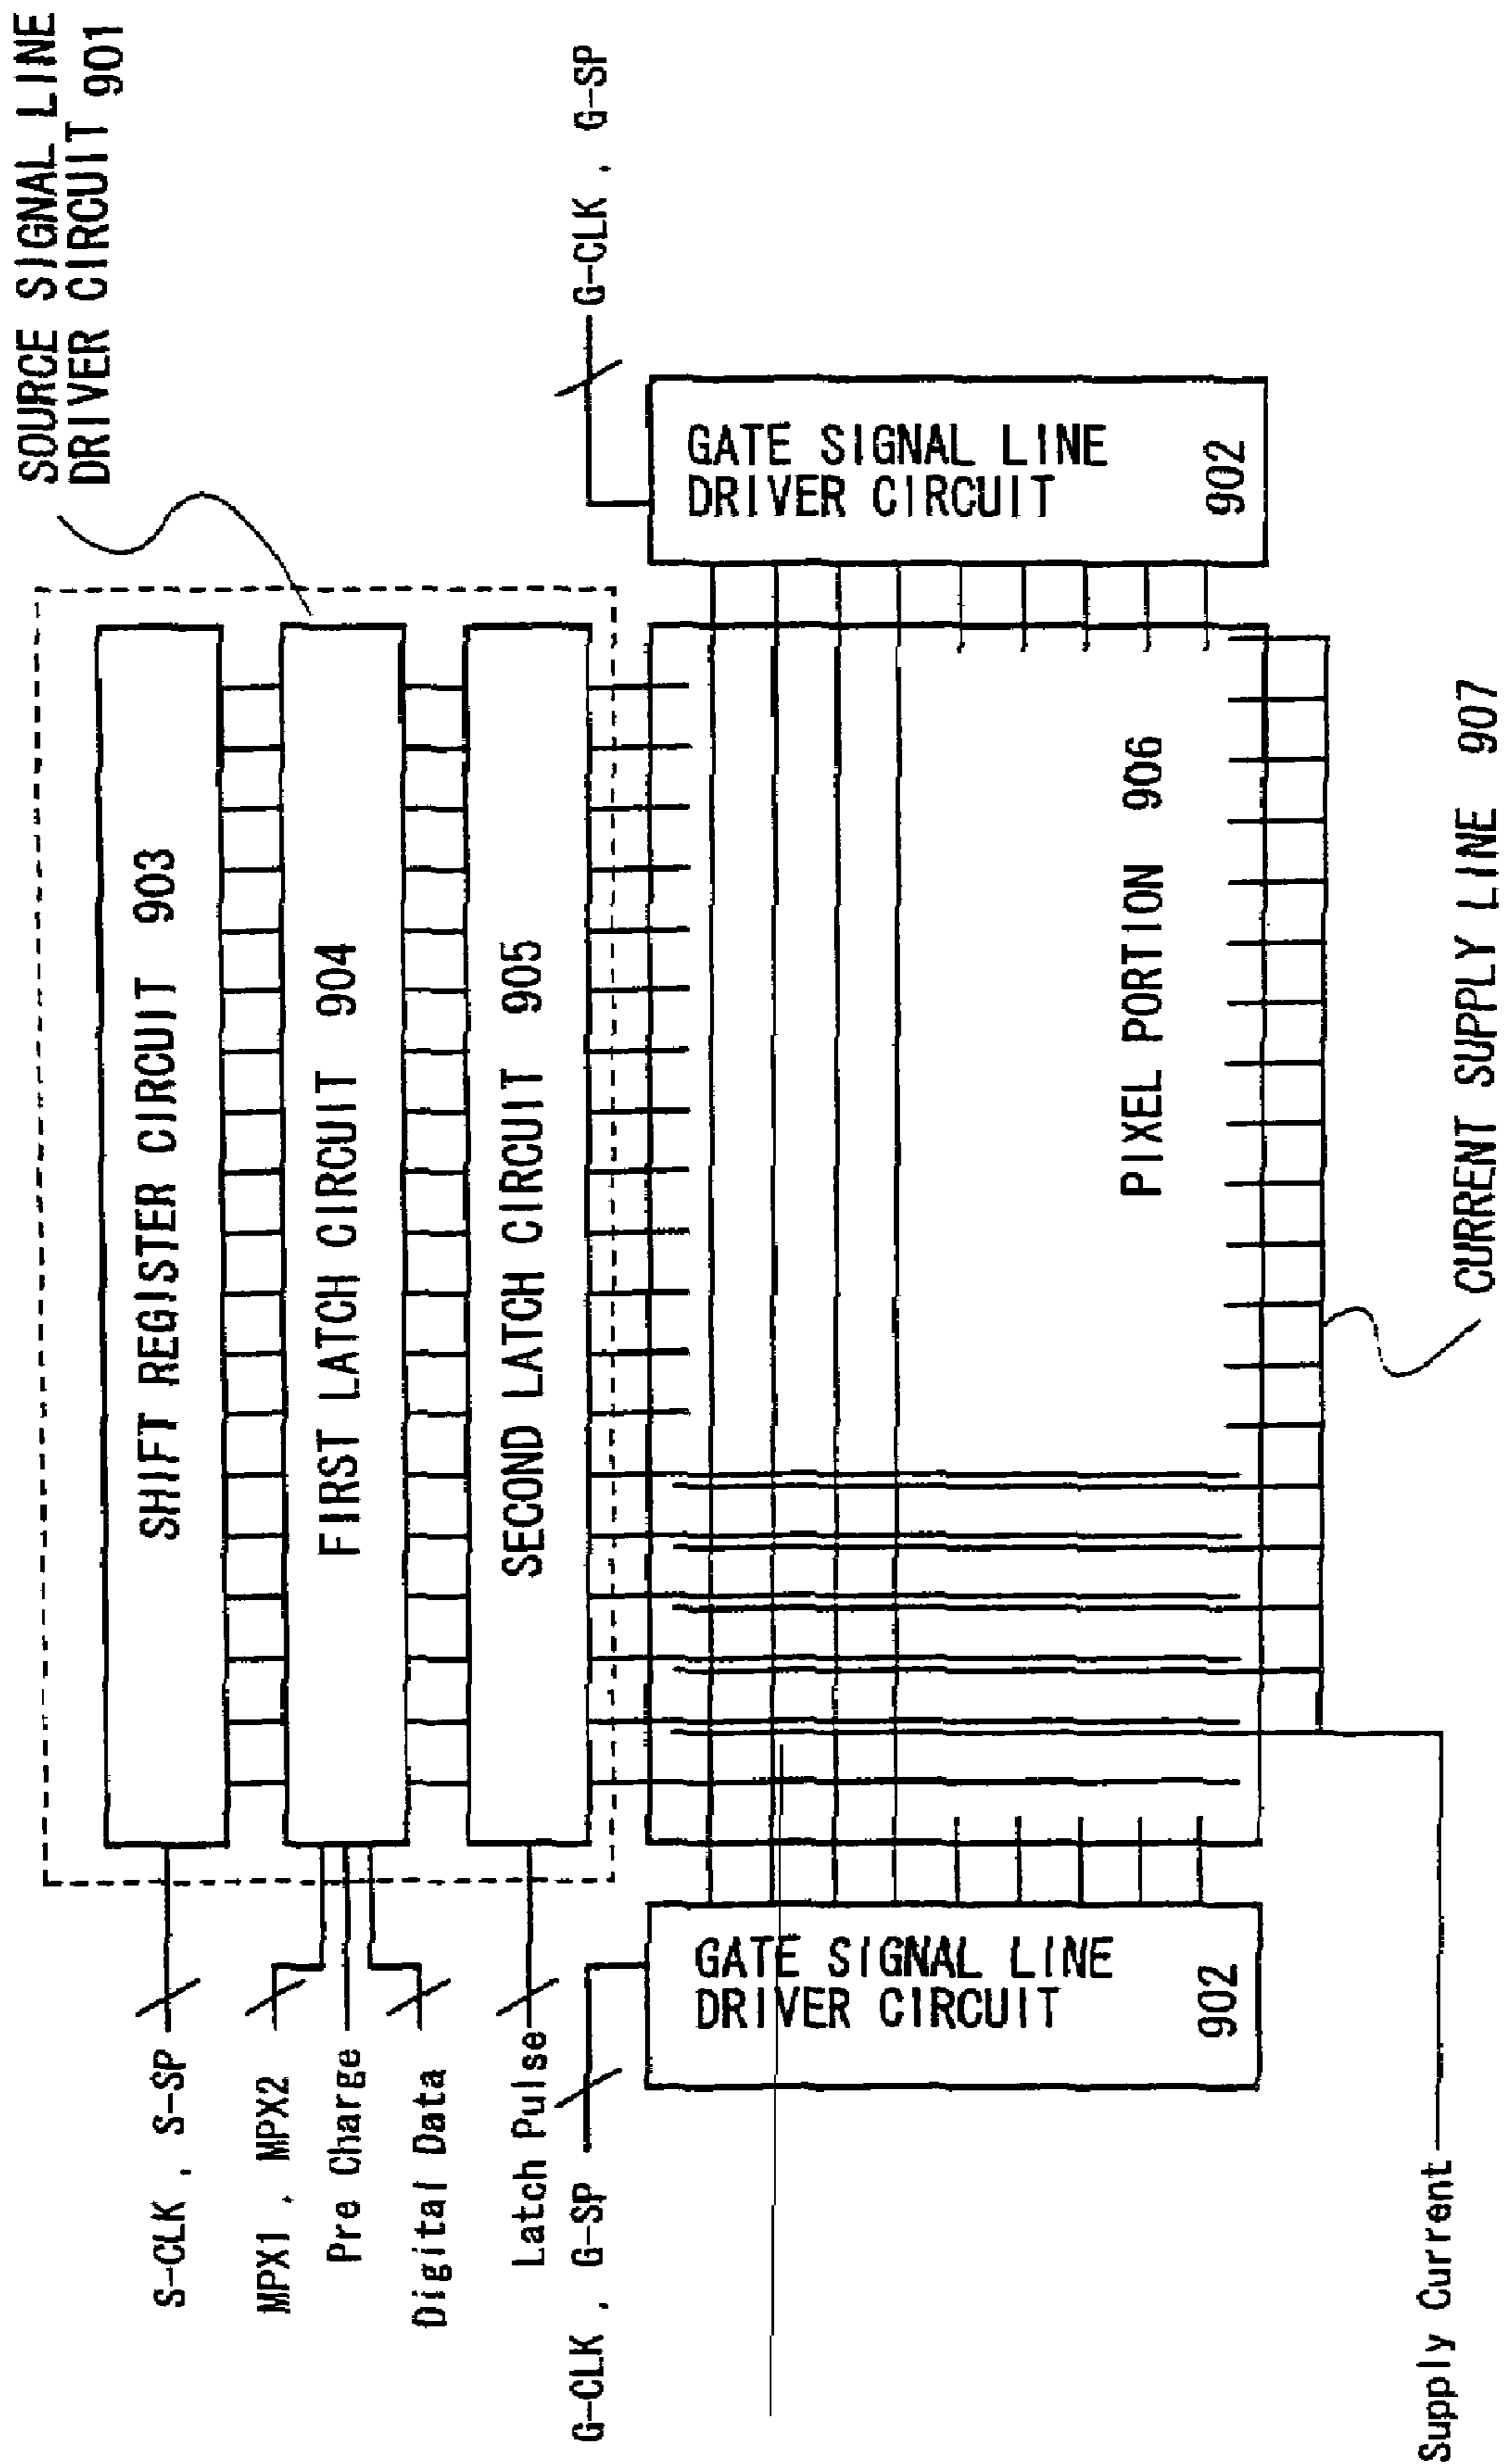 SOURCE SIGNAL LINE
DRIVER CIRCUIT 901
S-CLK , S-SP
SHIFT REGISTER CIRCUIT 903
MPX1 , MPX2
Pre Charge
Digital Data
FIRST LATCH CIRCUIT 904
Latch Pulse
SECOND LATCH CIRCUIT 905
G-CLK , G-SP
G-CLK , G-SP
GATE SIGNAL LINE
DRIVER CIRCUIT
902
PIXEL PORTION 906
GATE SIGNAL LINE
DRIVER CIRCUIT
902
Supply Current
CURRENT SUPPLY LINE 907